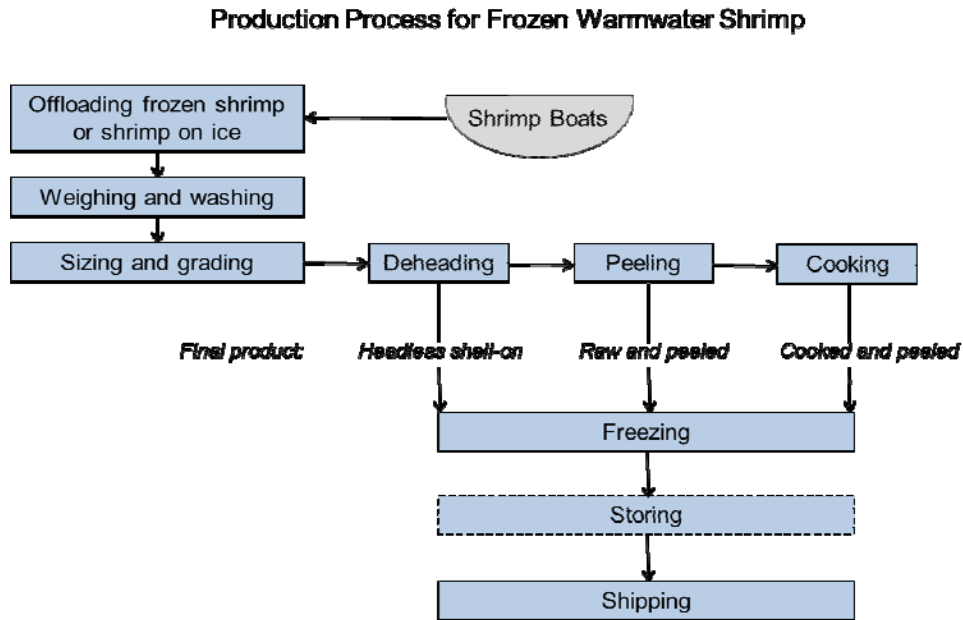 Production Process for Frozen Warmwater Shrimp
Offloading frozen shrimp
or shrimp on ice
Shrimp Boats
Weighing and washing
Sizing and grading
Deheading
Peeling
Cooking
Final product:
Headless shell-on
Raw and peeled
Cooked and peeled
Freezing
Storing
Shipping